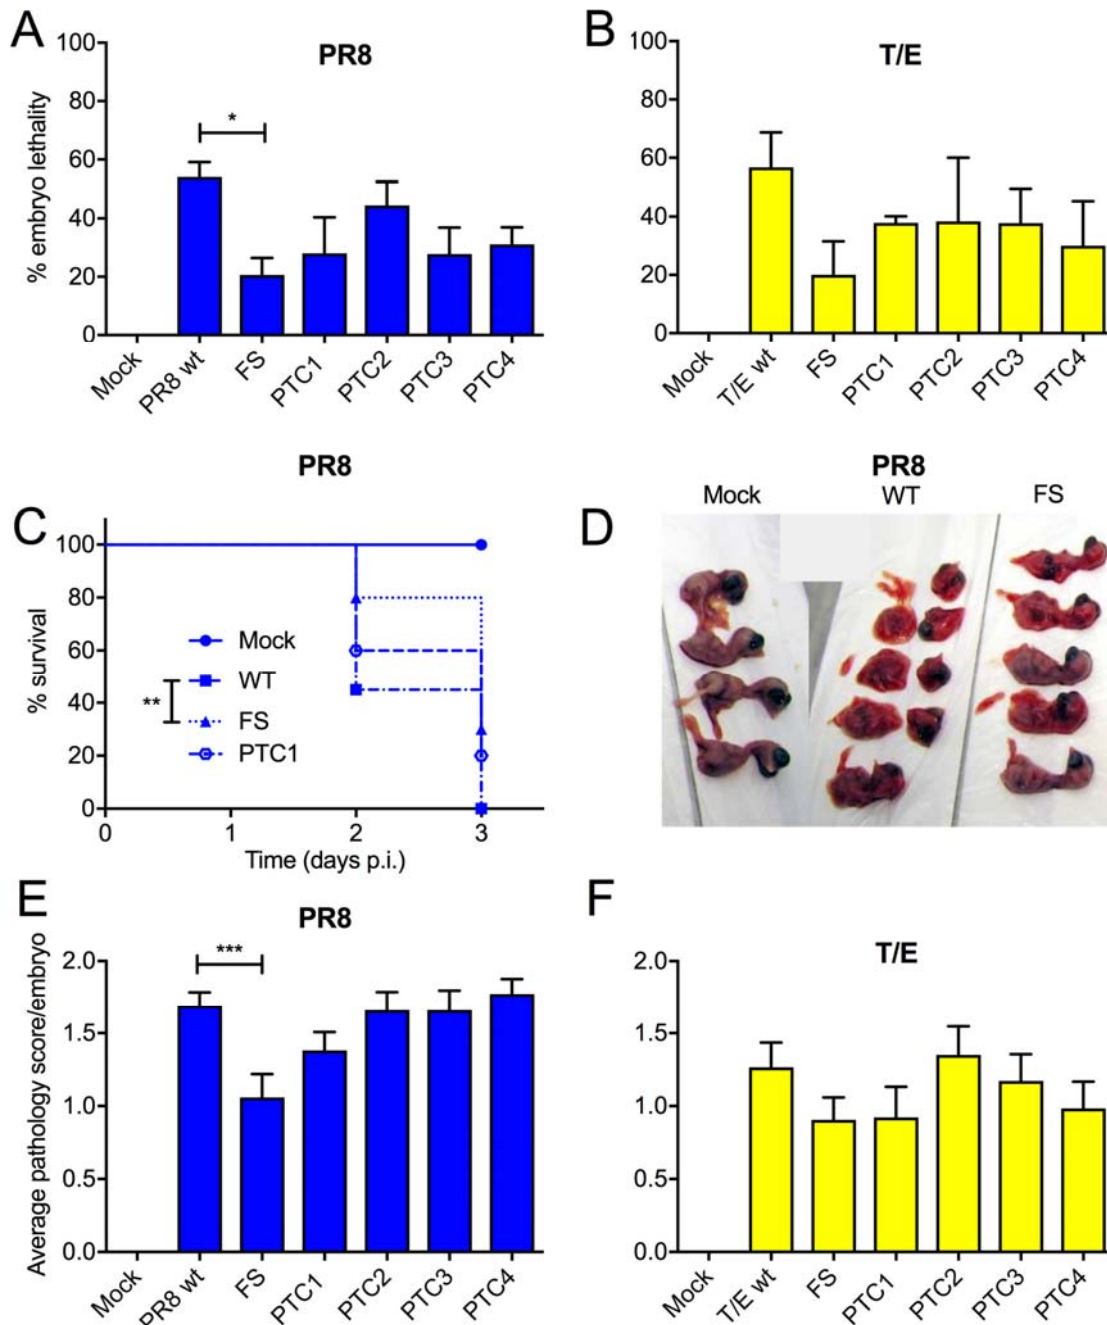 A
PR8
% embryo lethality
100
80
60
40
20
0
*
Mock
PR8 wt
FS
PTC1
PTC2
PTC3
PTC4
B
T/E
100
80
60
40
20
0
Mock
T/E wt
FS
PTC1
PTC2
PTC3
PTC4
C
PR8
% survival
100
80
60
40
20
0
Mock
WT
**
FS
PTC1
0 1 2 3
Time (days p.i.)
D
PR8
Mock WT FS
E
PR8
Average pathology score/embryo
2.0
1.5
1.0
0.5
0.0
***
Mock
PR8 wt
FS
PTC1
PTC2
PTC3
PTC4
F
T/E
2.0
1.5
1.0
0.5
0.0
Mock
T/E wt
FS
PTC1
PTC2
PTC3
PTC4